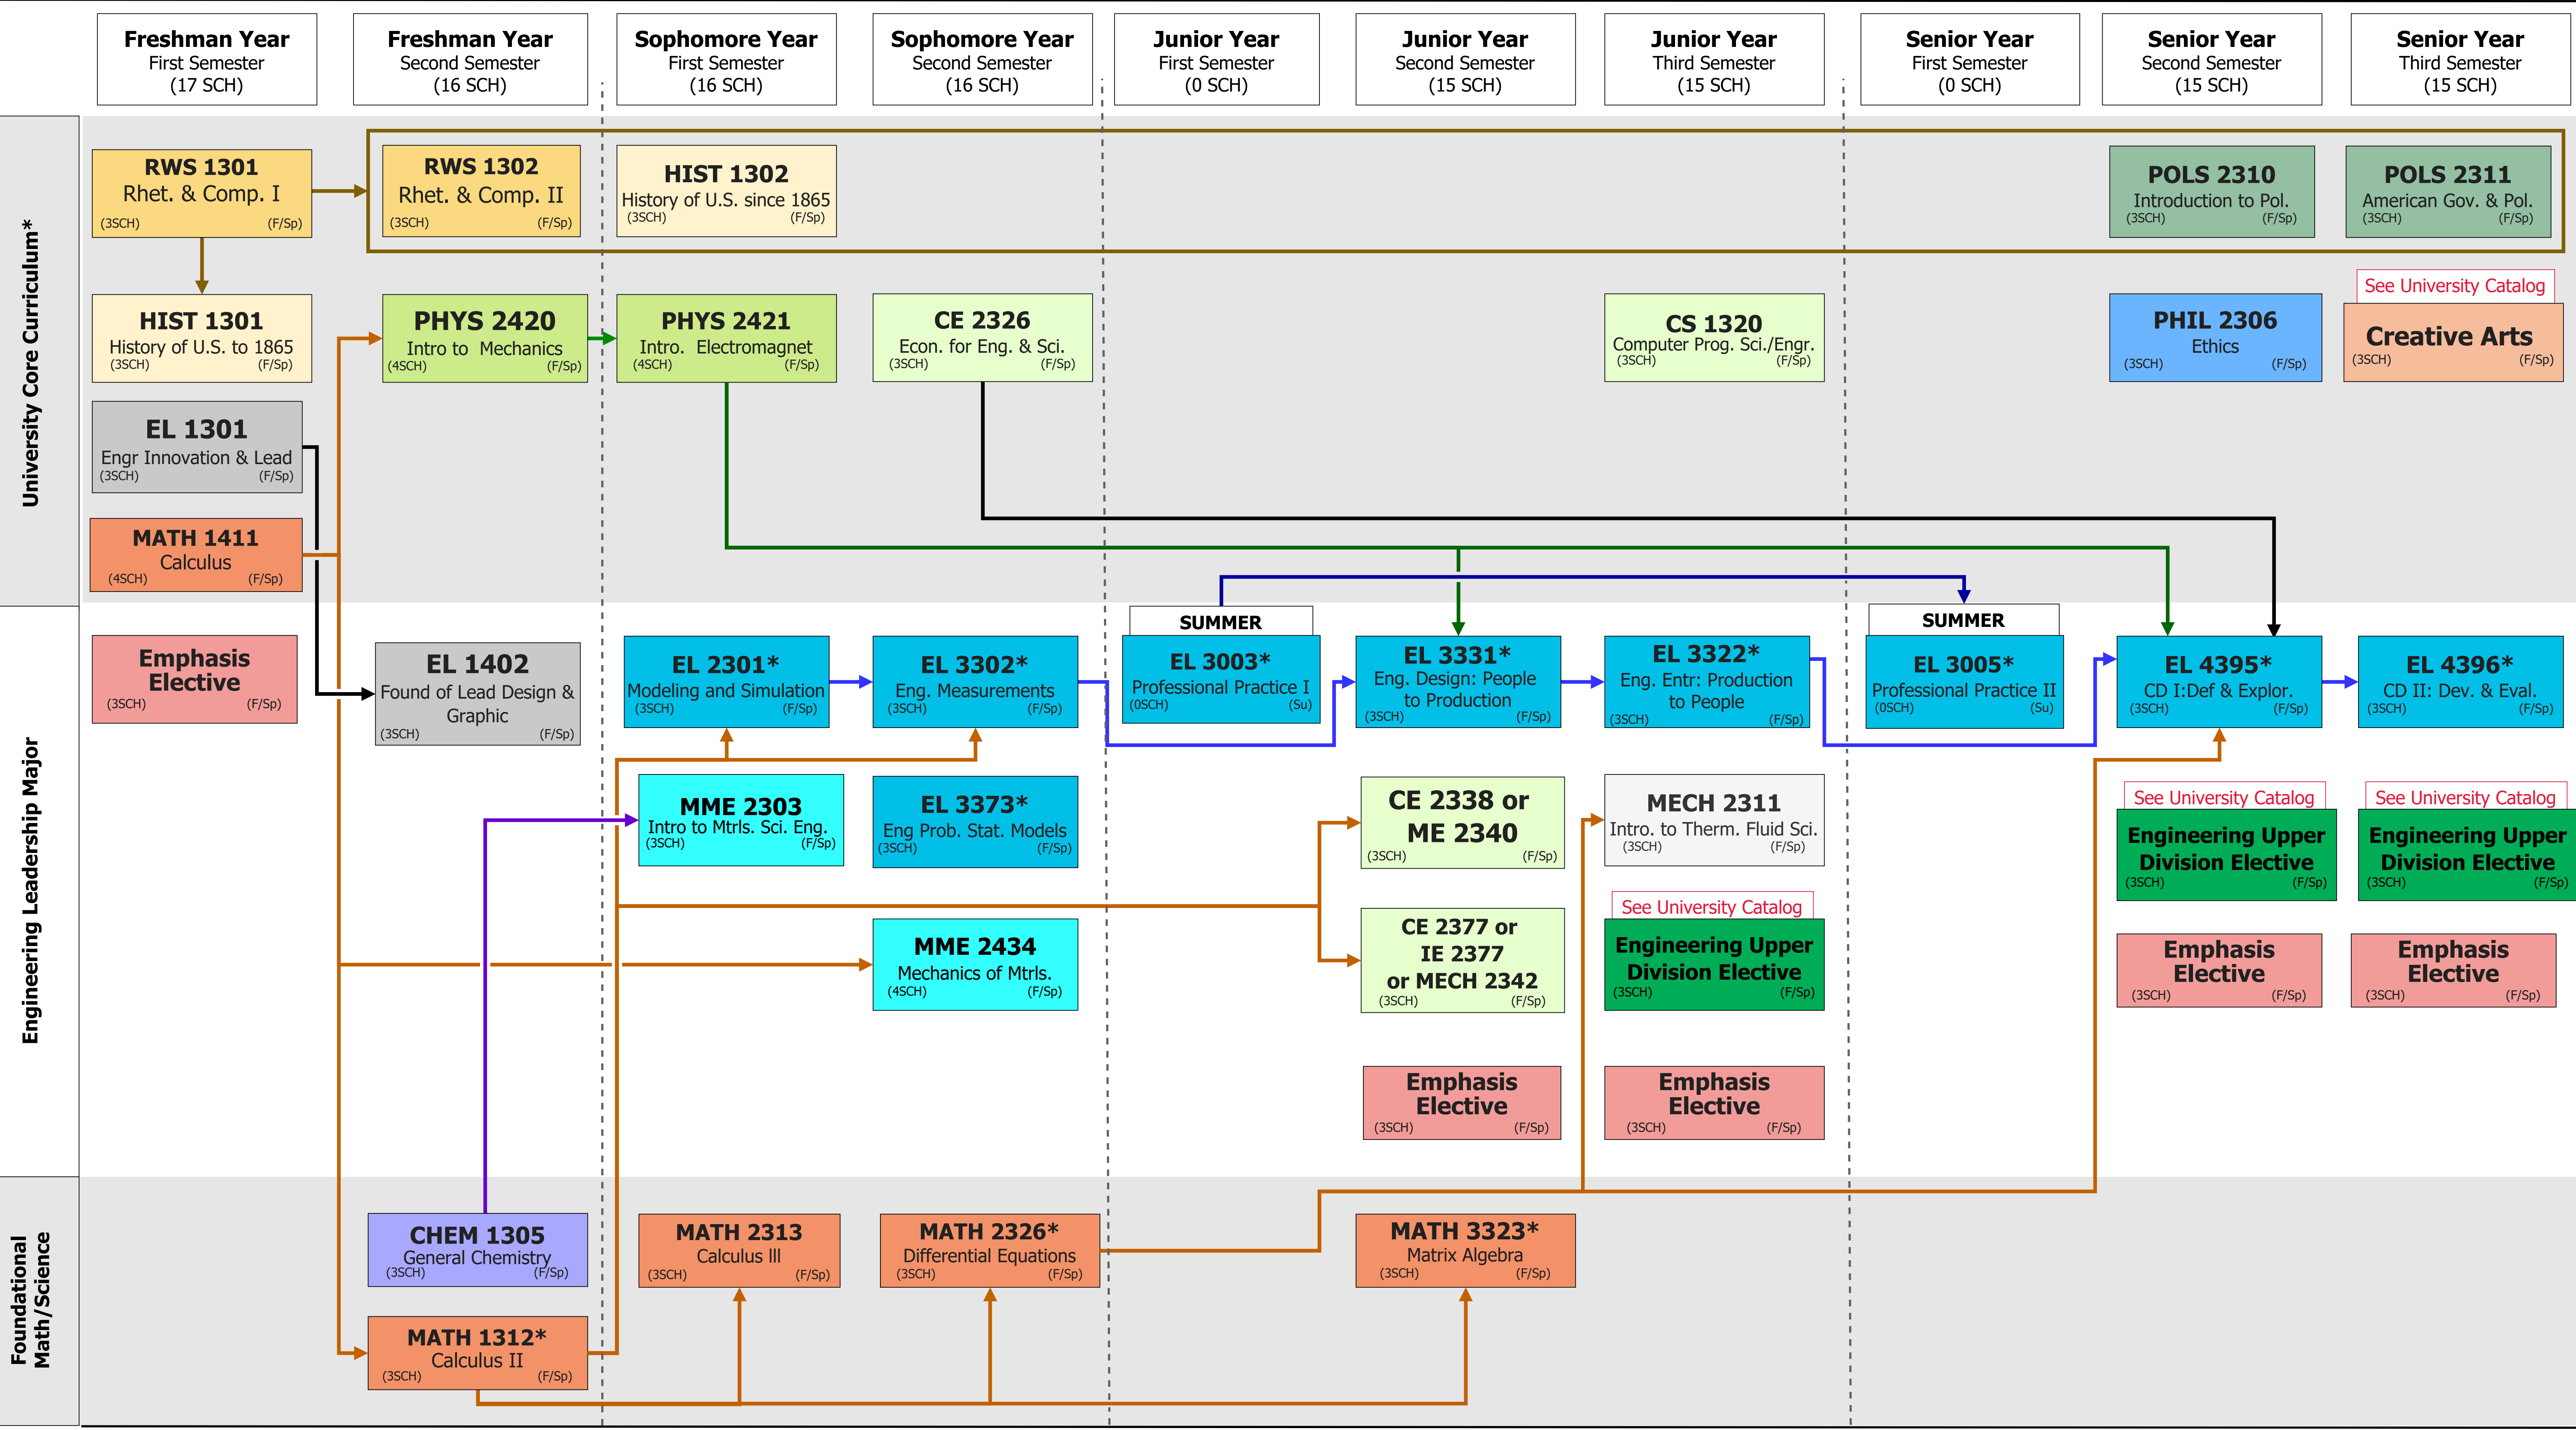 Freshman Year
First Semester
(17 SCH)
Freshman Year
Second Semester
(16 SCH)
Sophomore Year
First Semester
(16 SCH)
Sophomore Year
Second Semester
(16 SCH)
Junior Year
First Semester
(0 SCH)
Junior Year
Second Semester
(15 SCH)
Junior Year
Third Semester
(15 SCH)
Senior Year
First Semester
(0 SCH)
Senior Year
Second Semester
(15 SCH)
Senior Year
Third Semester
(15 SCH)
University Core Curriculum*
RWS 1301
Rhet. & Comp. I
(3SCH) (F/Sp)
RWS 1302
Rhet. & Comp. II
(3SCH) (F/Sp)
HIST 1302
History of U.S. since 1865
(3SCH) (F/Sp)
POLS 2310
Introduction to Pol.
(3SCH) (F/Sp)
POLS 2311
American Gov. & Pol.
(3SCH) (F/Sp)
HIST 1301
History of U.S. to 1865
(3SCH) (F/Sp)
PHYS 2420
Intro to Mechanics
(4SCH) (F/Sp)
PHYS 2421
Intro. Electromagnet
(4SCH) (F/Sp)
CE 2326
Econ. for Eng. & Sci.
(3SCH) (F/Sp)
CS 1320
Computer Prog. Sci./Engr.
(3SCH) (F/Sp)
PHIL 2306
Ethics
(3SCH) (F/Sp)
See University Catalog
Creative Arts
(3SCH) (F/Sp)
EL 1301
Engr Innovation & Lead
(3SCH) (F/Sp)
MATH 1411
Calculus
(4SCH) (F/Sp)
Engineering Leadership Major
Emphasis
Elective
(3SCH) (F/Sp)
EL 1402
Found of Lead Design &
Graphic
(3SCH) (F/Sp)
EL 2301*
Modeling and Simulation
(3SCH) (F/Sp)
EL 3302*
Eng. Measurements
(3SCH) (F/Sp)
SUMMER
EL 3003*
Professional Practice I
(0SCH) (Su)
EL 3331*
Eng. Design: People
to Production
(3SCH) (F/Sp)
EL 3322*
Eng. Entr: Production
to People
(3SCH) (F/Sp)
SUMMER
EL 3005*
Professional Practice II
(0SCH) (Su)
EL 4395*
CD I:Def & Explor.
(3SCH) (F/Sp)
EL 4396*
CD II: Dev. & Eval.
(3SCH) (F/Sp)
MME 2303
Intro to Mtrls. Sci. Eng.
(3SCH) (F/Sp)
EL 3373*
Eng Prob. Stat. Models
(3SCH) (F/Sp)
CE 2338 or
ME 2340
(3SCH) (F/Sp)
MECH 2311
Intro. to Therm. Fluid Sci.
(3SCH) (F/Sp)
See University Catalog
Engineering Upper
Division Elective
(3SCH) (F/Sp)
See University Catalog
Engineering Upper
Division Elective
(3SCH) (F/Sp)
MME 2434
Mechanics of Mtrls.
(4SCH) (F/Sp)
CE 2377 or
IE 2377
or MECH 2342
(3SCH) (F/Sp)
See University Catalog
Engineering Upper
Division Elective
(3SCH) (F/Sp)
Emphasis
Elective
(3SCH) (F/Sp)
Emphasis
Elective
(3SCH) (F/Sp)
Emphasis
Elective
(3SCH) (F/Sp)
Emphasis
Elective
(3SCH) (F/Sp)
Foundational
Math/Science
CHEM 1305
General Chemistry
(3SCH) (F/Sp)
MATH 2313
Calculus lll
(3SCH) (F/Sp)
MATH 2326*
Differential Equations
(3SCH) (F/Sp)
MATH 3323*
Matrix Algebra
(3SCH) (F/Sp)
MATH 1312*
Calculus II
(3SCH) (F/Sp)